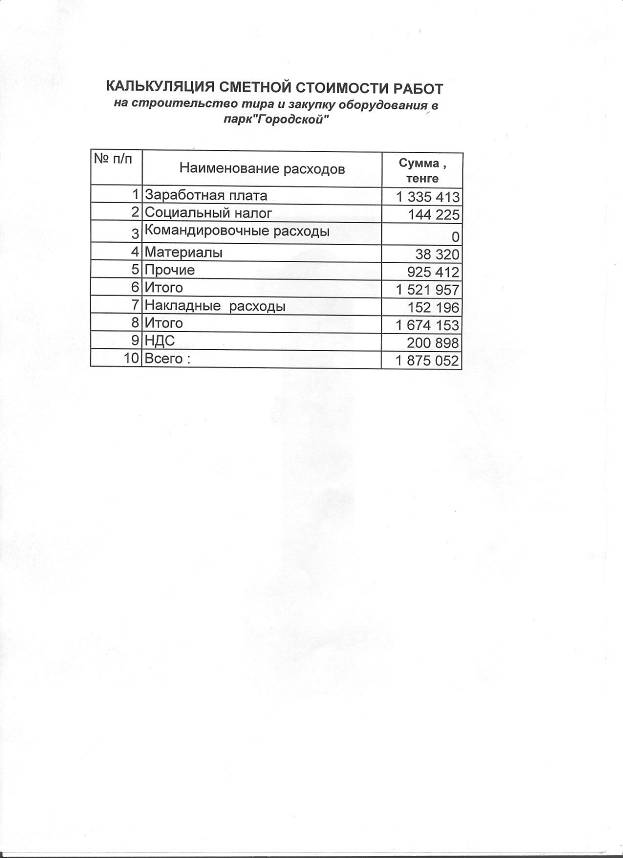 КАЛЬКУЛЯЦИЯ СМЕТНОЙ СТОИМОСТИ РАБОТ
на строительство тира и закупку оборудования в
парк"Городской"
№ п/п Наименование расходов Сумма , тенге
1 Заработная плата 1 335 413
2 Социальный налог 144 225
3 Командировочные расходы 0
4 Материалы 38 320
5 Прочие 925 412
6 Итого 1 521 957
7 Накладные расходы 152 196
8 Итого 1 674 153
9 НДС 200 898
10 Всего : 1 875 052